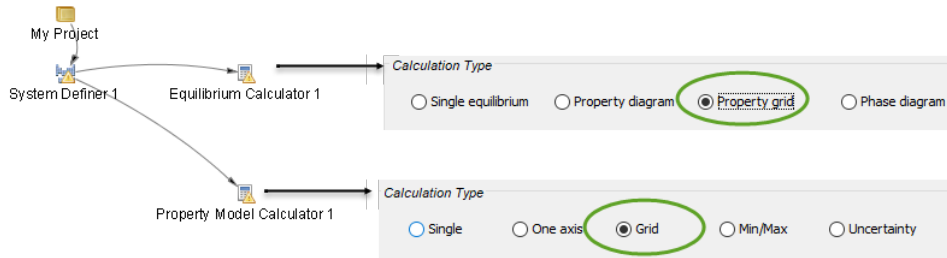 My Project
System Definer 1
Equilibrium Calculator 1
Calculation Type
Single equilibrium Property diagram Property grid Phase diagram
Property Model Calculator 1
Calculation Type
Single One axis Grid Min/Max Uncertainty